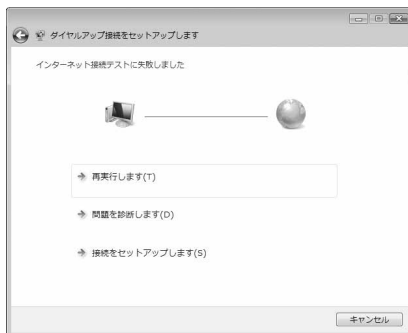 ダイヤルアップ接続をセットアップします
インターネット接続テストに失敗しました
再実行します(T)
問題を診断します(D)
接続をセットアップします(S)
キャンセル